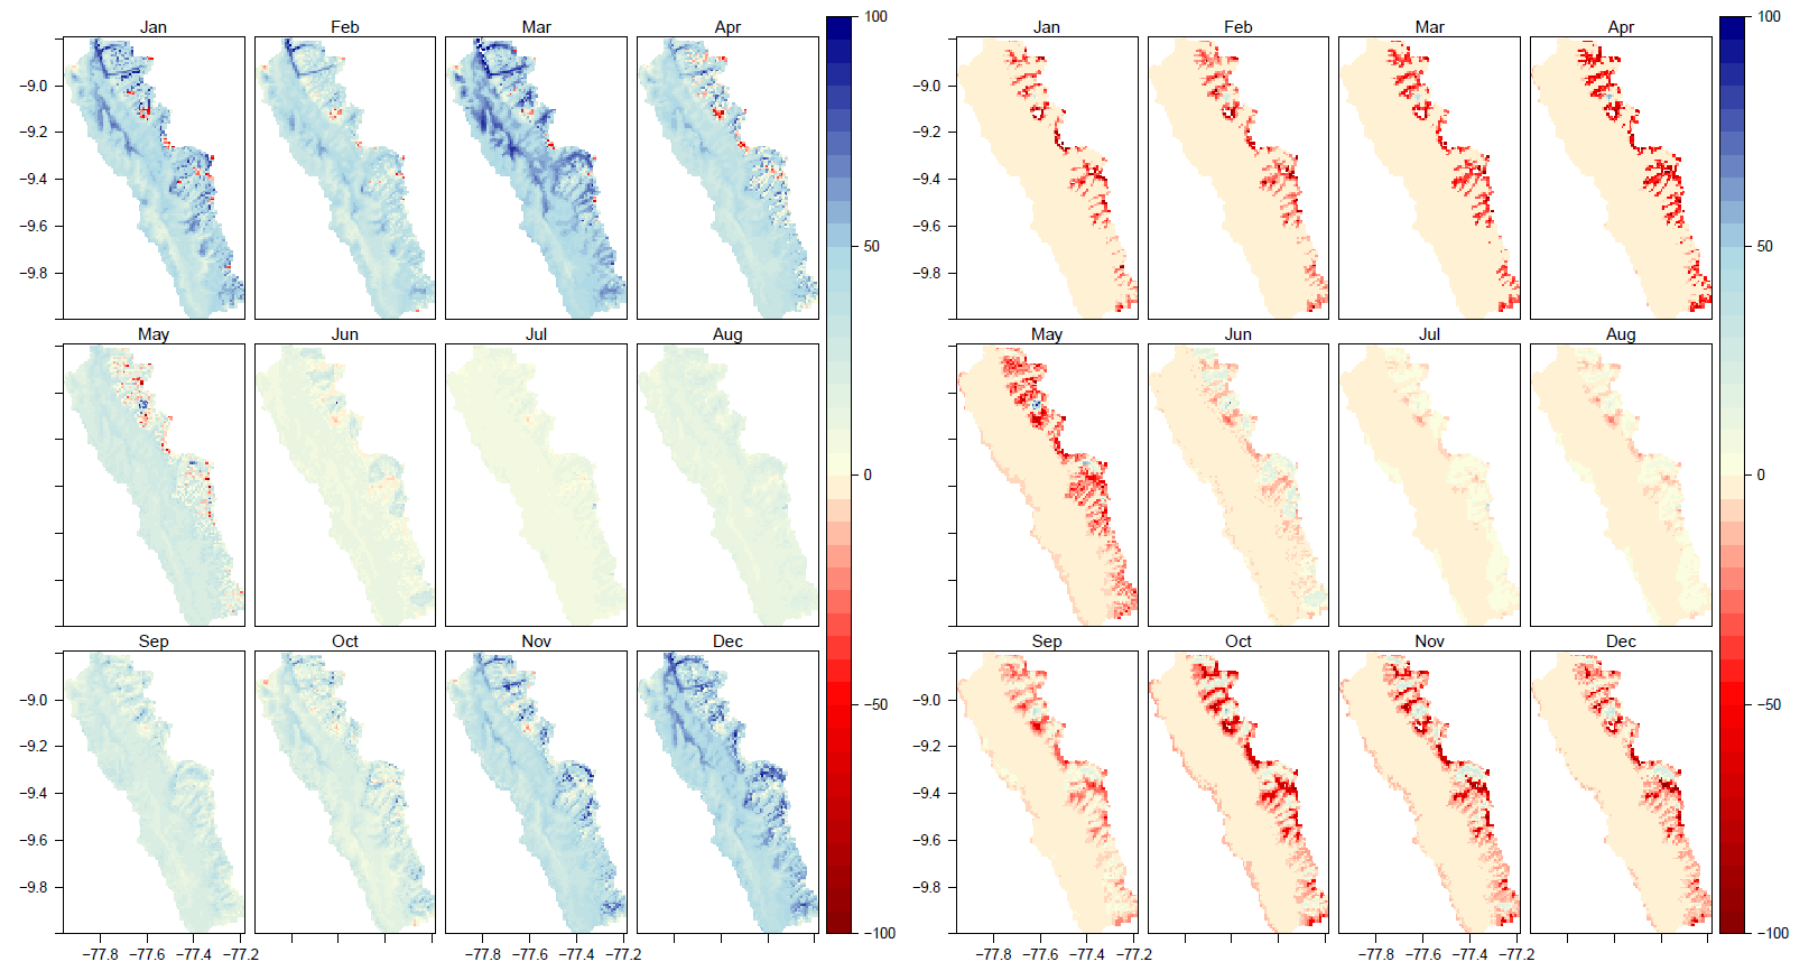 Jan Feb Mar Apr 100 Jan Feb Mar Apr 100
−9.0 −9.0
−9.2 −9.2
50 50
−9.4 −9.4
−9.6 −9.6
−9.8 −9.8
May Jun Jul Aug May Jun Jul Aug
0 0
Sep Oct Nov Dec Sep Oct Nov Dec
−9.0 −50 −9.0 −50
−9.2 −9.2
−9.4 −9.4
−9.6 −9.6
−9.8 −9.8
−100 −100
−77.8 −77.6 −77.4 −77.2 −77.8 −77.6 −77.4 −77.2 −77.8 −77.6 −77.4 −77.2 −77.8 −77.6 −77.4 −77.2